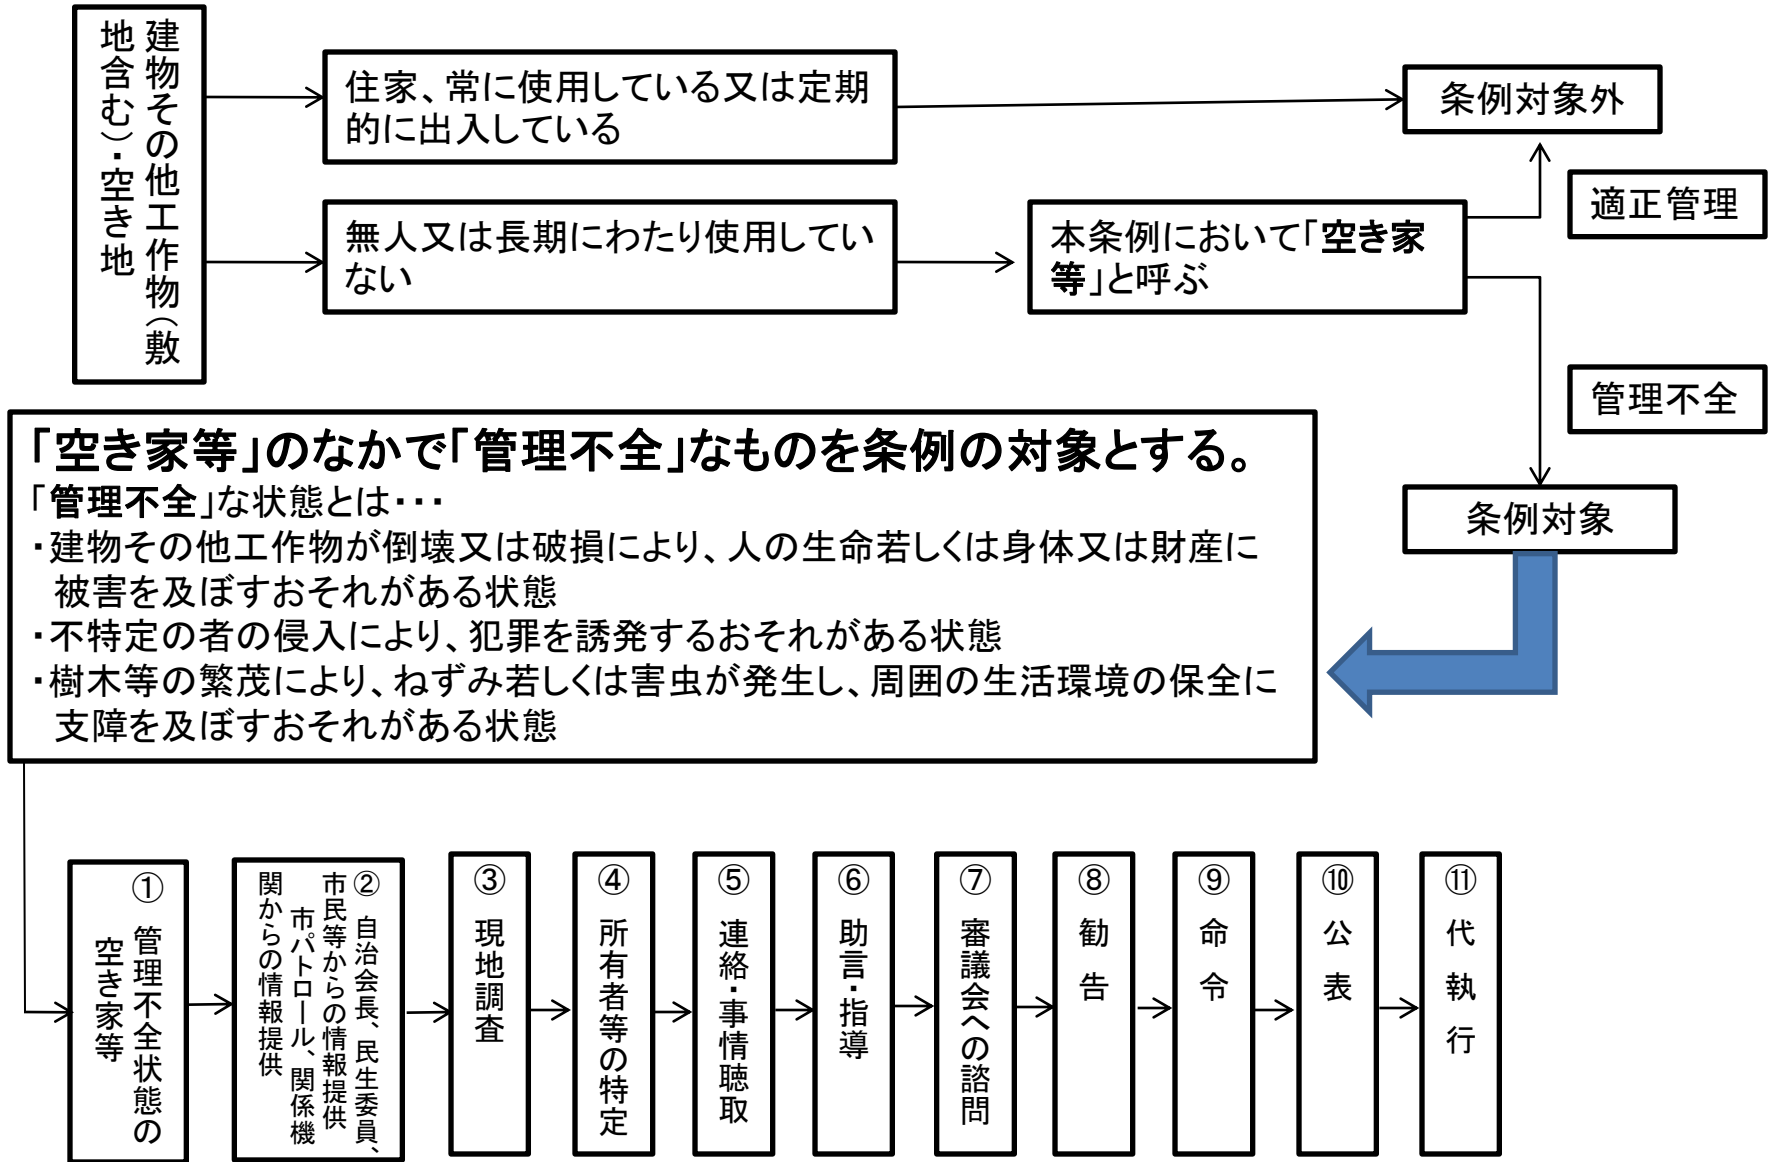 建物その他工作物(敷
地含む)・空き地
住家、常に使用している又は定期
的に出入している
条例対象外
無人又は長期にわたり使用してい
ない
本条例において「空き家
等」と呼ぶ
適正管理
管理不全
条例対象
「空き家等」のなかで「管理不全」なものを条例の対象とする。
「管理不全」な状態とは・・・
・建物その他工作物が倒壊又は破損により、人の生命若しくは身体又は財産に
被害を及ぼすおそれがある状態
・不特定の者の侵入により、犯罪を誘発するおそれがある状態
・樹木等の繁茂により、ねずみ若しくは害虫が発生し、周囲の生活環境の保全に
支障を及ぼすおそれがある状態
① 管理不全状態の
空き家等
② 自治会長、民生委員、
市民等からの情報提供
市パトロール、関係機
関からの情報提供
③ 現地調査
④ 所有者等の特定
⑤ 連絡・事情聴取
⑥ 助言・指導
⑦ 審議会への諮問
⑧ 勧告
⑨ 命令
⑩ 公表
⑪ 代執行